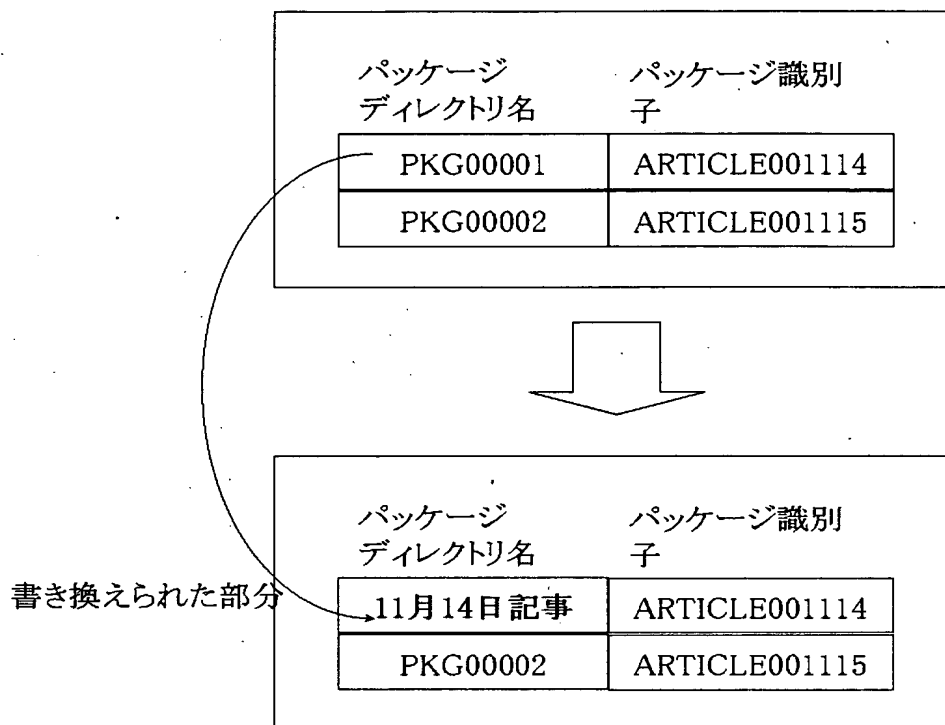 パッケージ
ディレクトリ名
パッケージ識別
子
PKG00001 ARTICLE001114
PKG00002 ARTICLE001115
パッケージ
ディレクトリ名
パッケージ識別
子
書き換えられた部分
11月14日記事 ARTICLE001114
PKG00002 ARTICLE001115